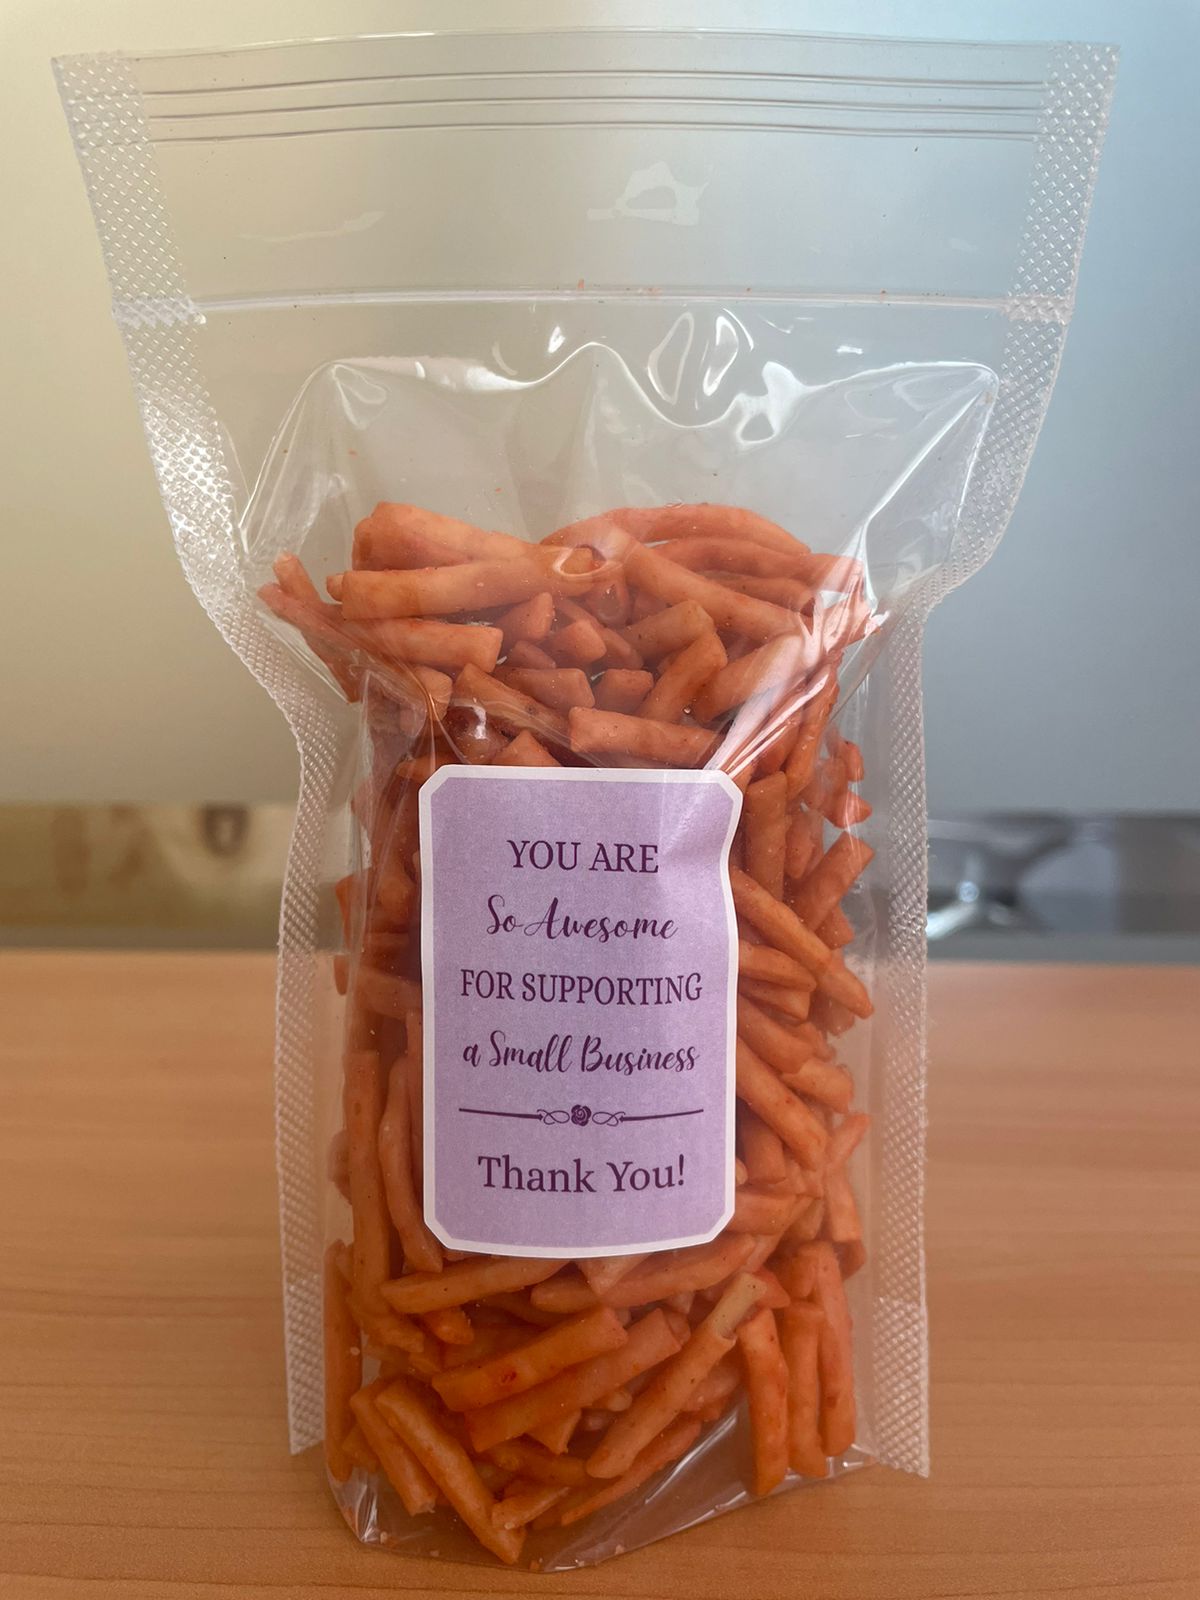 YOU ARE
So Awesome
FOR SUPPORTING
a Small Business
Thank You!